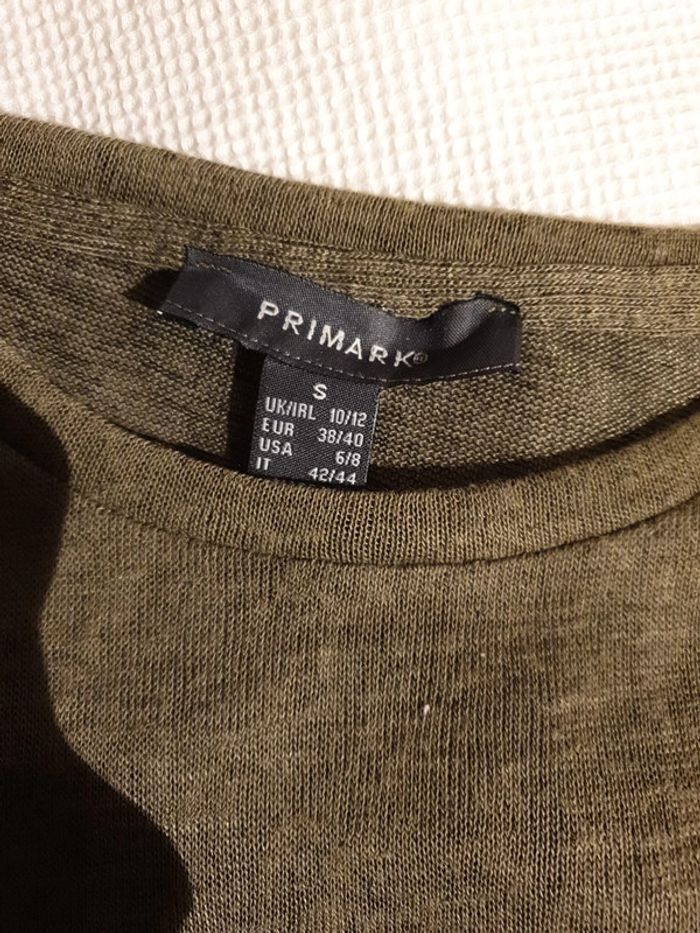 PRIMARK®
S
UK/IRL 10/12
EUR 38/40
USA 6/8
IT 42/44